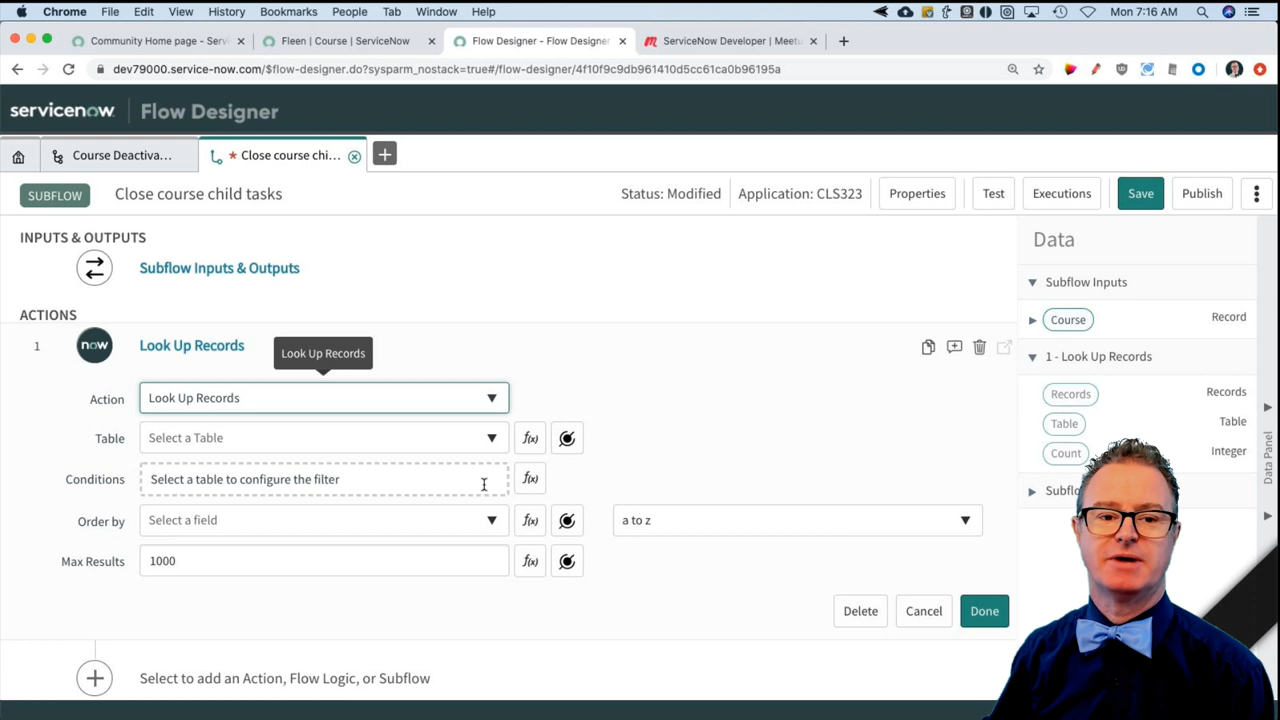 Chrome File Edit View History Bookmarks People Tab Window Help Mon 7:16 AM
Community Home page - Serv Fleen | Course | ServiceNow Flow Designer - Flow Designer ServiceNow Developer | Meetu
dev79000.service-now.com/$flow-designer.do?sysparm_nostack=true#/flow-designer/4f10f9c9db961410d5cc61ca0b96195a
servicenow Flow Designer
Course Deactiva... * Close course chi...
SUBFLOW Close course child tasks Status: Modified Application: CLS323 Properties Test Executions Save Publish
INPUTS & OUTPUTS
Subflow Inputs & Outputs
ACTIONS
1 now Look Up Records
Look Up Records
Action Look Up Records
Table Select a Table f(x)
Conditions Select a table to configure the filter f(x)
Order by Select a field f(x) a to z
Max Results 1000 f(x)
Delete Cancel Done
Select to add an Action, Flow Logic, or Subflow
Data
Subflow Inputs
Course Record
1 - Look Up Records
Records Records
Table Table
Count Integer
Data Panel